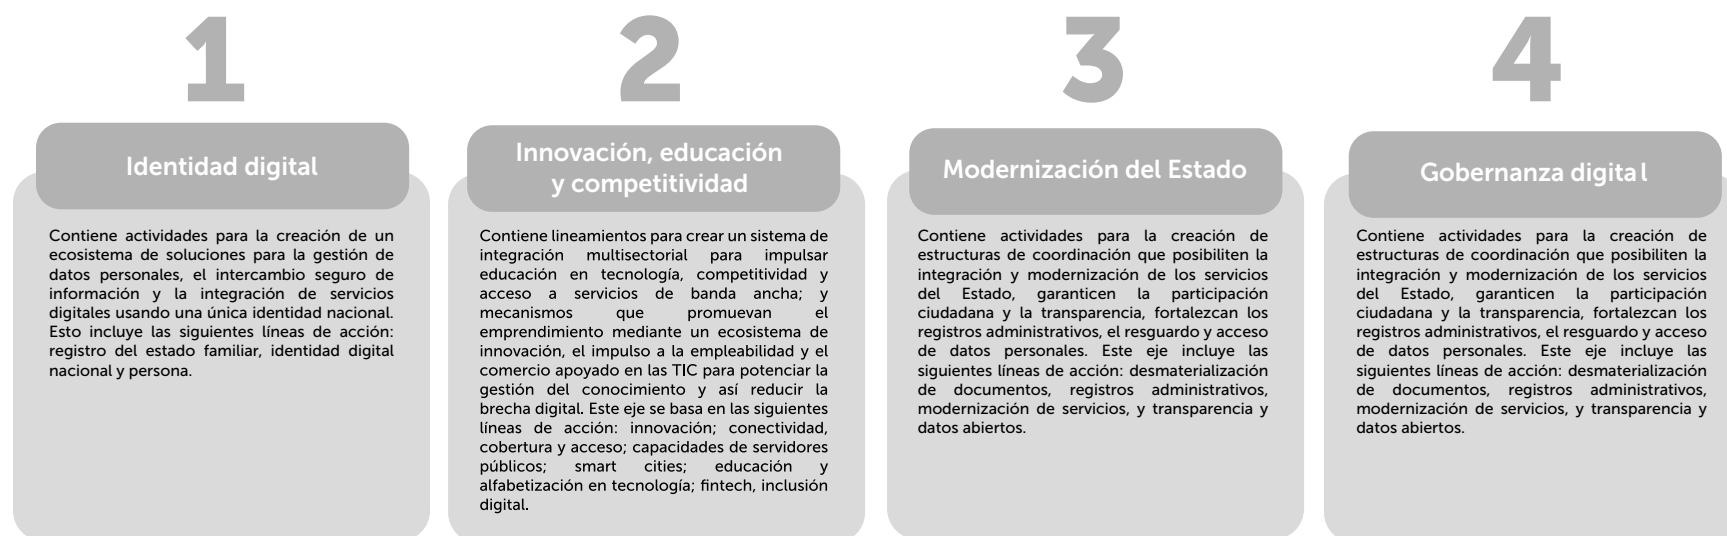 1
Identidad digital
Contiene actividades para la creación de un
ecosistema de soluciones para la gestión de
datos personales, el intercambio seguro de
información y la integración de servicios
digitales usando una única identidad nacional.
Esto incluye las siguientes líneas de acción:
registro del estado familiar, identidad digital
nacional y persona.
2
Innovación, educación
y competitividad
Contiene lineamientos para crear un sistema de
integración multisectorial para impulsar
educación en tecnología, competitividad y
acceso a servicios de banda ancha; y
mecanismos que promuevan el
emprendimiento mediante un ecosistema de
innovación, el impulso a la empleabilidad y el
comercio apoyado en las TIC para potenciar la
gestión del conocimiento y así reducir la
brecha digital. Este eje se basa en las siguientes
líneas de acción: innovación; conectividad,
cobertura y acceso; capacidades de servidores
públicos; smart cities; educación y
alfabetización en tecnología; fintech, inclusión
digital.
3
Modernización del Estado
Contiene actividades para la creación de
estructuras de coordinación que posibiliten la
integración y modernización de los servicios
del Estado, garanticen la participación
ciudadana y la transparencia, fortalezcan los
registros administrativos, el resguardo y acceso
de datos personales. Este eje incluye las
siguientes líneas de acción: desmaterialización
de documentos, registros administrativos,
modernización de servicios, y transparencia y
datos abiertos.
4
Gobernanza digital
Contiene actividades para la creación de
estructuras de coordinación que posibiliten la
integración y modernización de los servicios
del Estado, garanticen la participación
ciudadana y la transparencia, fortalezcan los
registros administrativos, el resguardo y acceso
de datos personales. Este eje incluye las
siguientes líneas de acción: desmaterialización
de documentos, registros administrativos,
modernización de servicios, y transparencia y
datos abiertos.